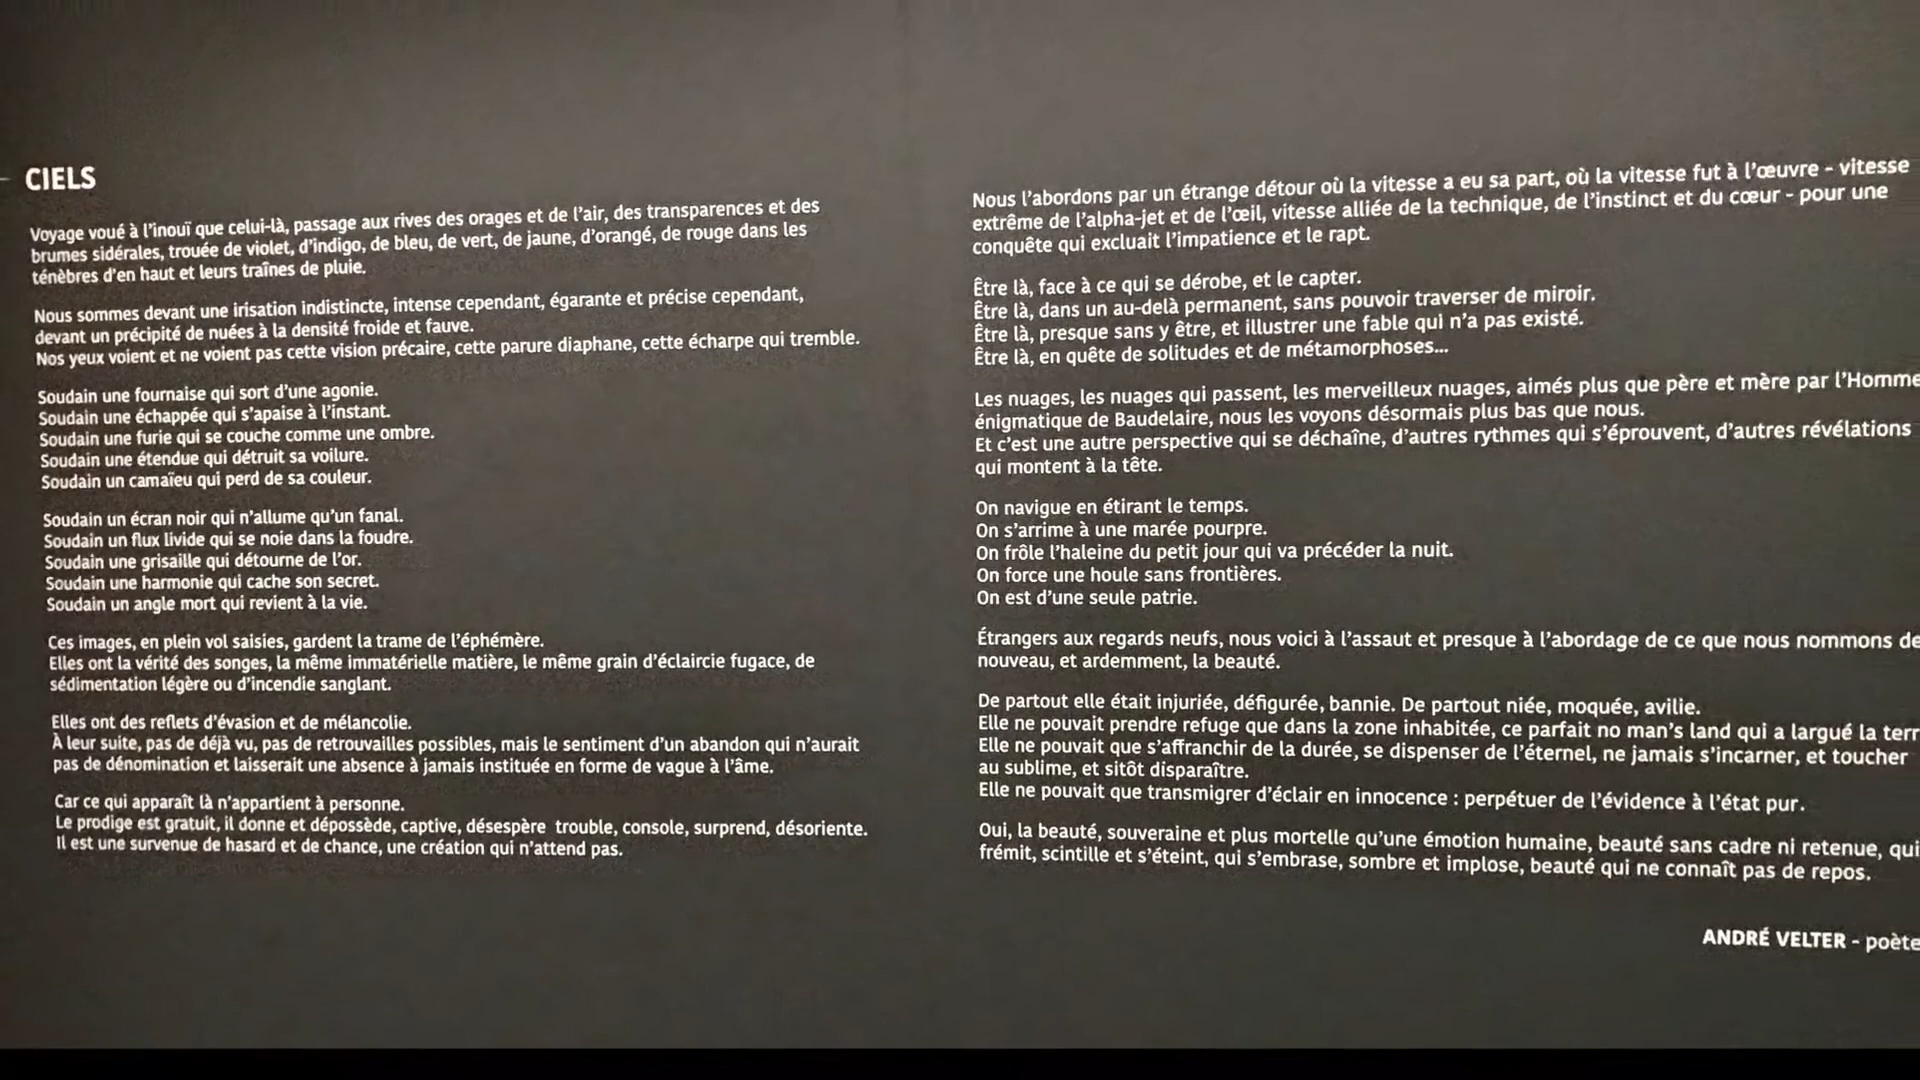 CIELS
Voyage voué à l'inouï que celui-là, passage aux rives des orages et de l'air, des transparences et des
brumes sidérales, trouée de violet, d'indigo, de bleu, de vert, de jaune, d'orangé, de rouge dans les
ténèbres d'en haut et leurs traînes de pluie.
Nous sommes devant une irisation indistincte, intense cependant, égarante et précise cependant,
devant un précipité de nuées à la densité froide et fauve.
Nos yeux voient et ne voient pas cette vision précaire, cette parure diaphane, cette écharpe qui tremble.
Soudain une fournaise qui sort d'une agonie.
Soudain une échappée qui s'apaise à l'instant.
Soudain une furie qui se couche comme une ombre.
Soudain une étendue qui détruit sa voilure.
Soudain un camaïeu qui perd de sa couleur.
Soudain un écran noir qui n'allume qu'un fanal.
Soudain un flux livide qui se noie dans la foudre.
Soudain une grisaille qui détourne de l'or.
Soudain une harmonie qui cache son secret.
Soudain un angle mort qui revient à la vie.
Ces images, en plein vol saisies, gardent la trame de l'éphémère.
Elles ont la vérité des songes, la même immatérielle matière, le même grain d'éclaircie fugace, de
sédimentation légère ou d'incendie sanglant.
Elles ont des reflets d'évasion et de mélancolie.
À leur suite, pas de déjà vu, pas de retrouvailles possibles, mais le sentiment d'un abandon qui n'aurait
pas de dénomination et laisserait une absence à jamais instituée en forme de vague à l'âme.
Car ce qui apparaît là n'appartient à personne.
Le prodige est gratuit, il donne et dépossède, captive, désespère trouble, console, surprend, désoriente.
Il est une survenue de hasard et de chance, une création qui n'attend pas.
Nous l'abordons par un étrange détour où la vitesse a eu sa part, où la vitesse fut à l'œuvre - vitesse
extrême de l'alpha-jet et de l'œil, vitesse alliée de la technique, de l'instinct et du cœur - pour une
conquête qui excluait l'impatience et le rapt.
Être là, face à ce qui se dérobe, et le capter.
Être là, dans un au-delà permanent, sans pouvoir traverser de miroir.
Être là, presque sans y être, et illustrer une fable qui n'a pas existé.
Être là, en quête de solitudes et de métamorphoses...
Les nuages, les nuages qui passent, les merveilleux nuages, aimés plus que père et mère par l'Homme
énigmatique de Baudelaire, nous les voyons désormais plus bas que nous.
Et c'est une autre perspective qui se déchaîne, d'autres rythmes qui s'éprouvent, d'autres révélations
qui montent à la tête.
On navigue en étirant le temps.
On s'arrime à une marée pourpre.
On frôle l'haleine du petit jour qui va précéder la nuit.
On force une houle sans frontières.
On est d'une seule patrie.
Étrangers aux regards neufs, nous voici à l'assaut et presque à l'abordage de ce que nous nommons de
nouveau, et ardemment, la beauté.
De partout elle était injuriée, défigurée, bannie. De partout niée, moquée, avilie.
Elle ne pouvait prendre refuge que dans la zone inhabitée, ce parfait no man's land qui a largué la terr
Elle ne pouvait que s'affranchir de la durée, se dispenser de l'éternel, ne jamais s'incarner, et toucher
au sublime, et sitôt disparaître.
Elle ne pouvait que transmigrer d'éclair en innocence : perpétuer de l'évidence à l'état pur.
Oui, la beauté, souveraine et plus mortelle qu'une émotion humaine, beauté sans cadre ni retenue, qui
frémit, scintille et s'éteint, qui s'embrase, sombre et implose, beauté qui ne connaît pas de repos.
ANDRÉ VELTER - poète